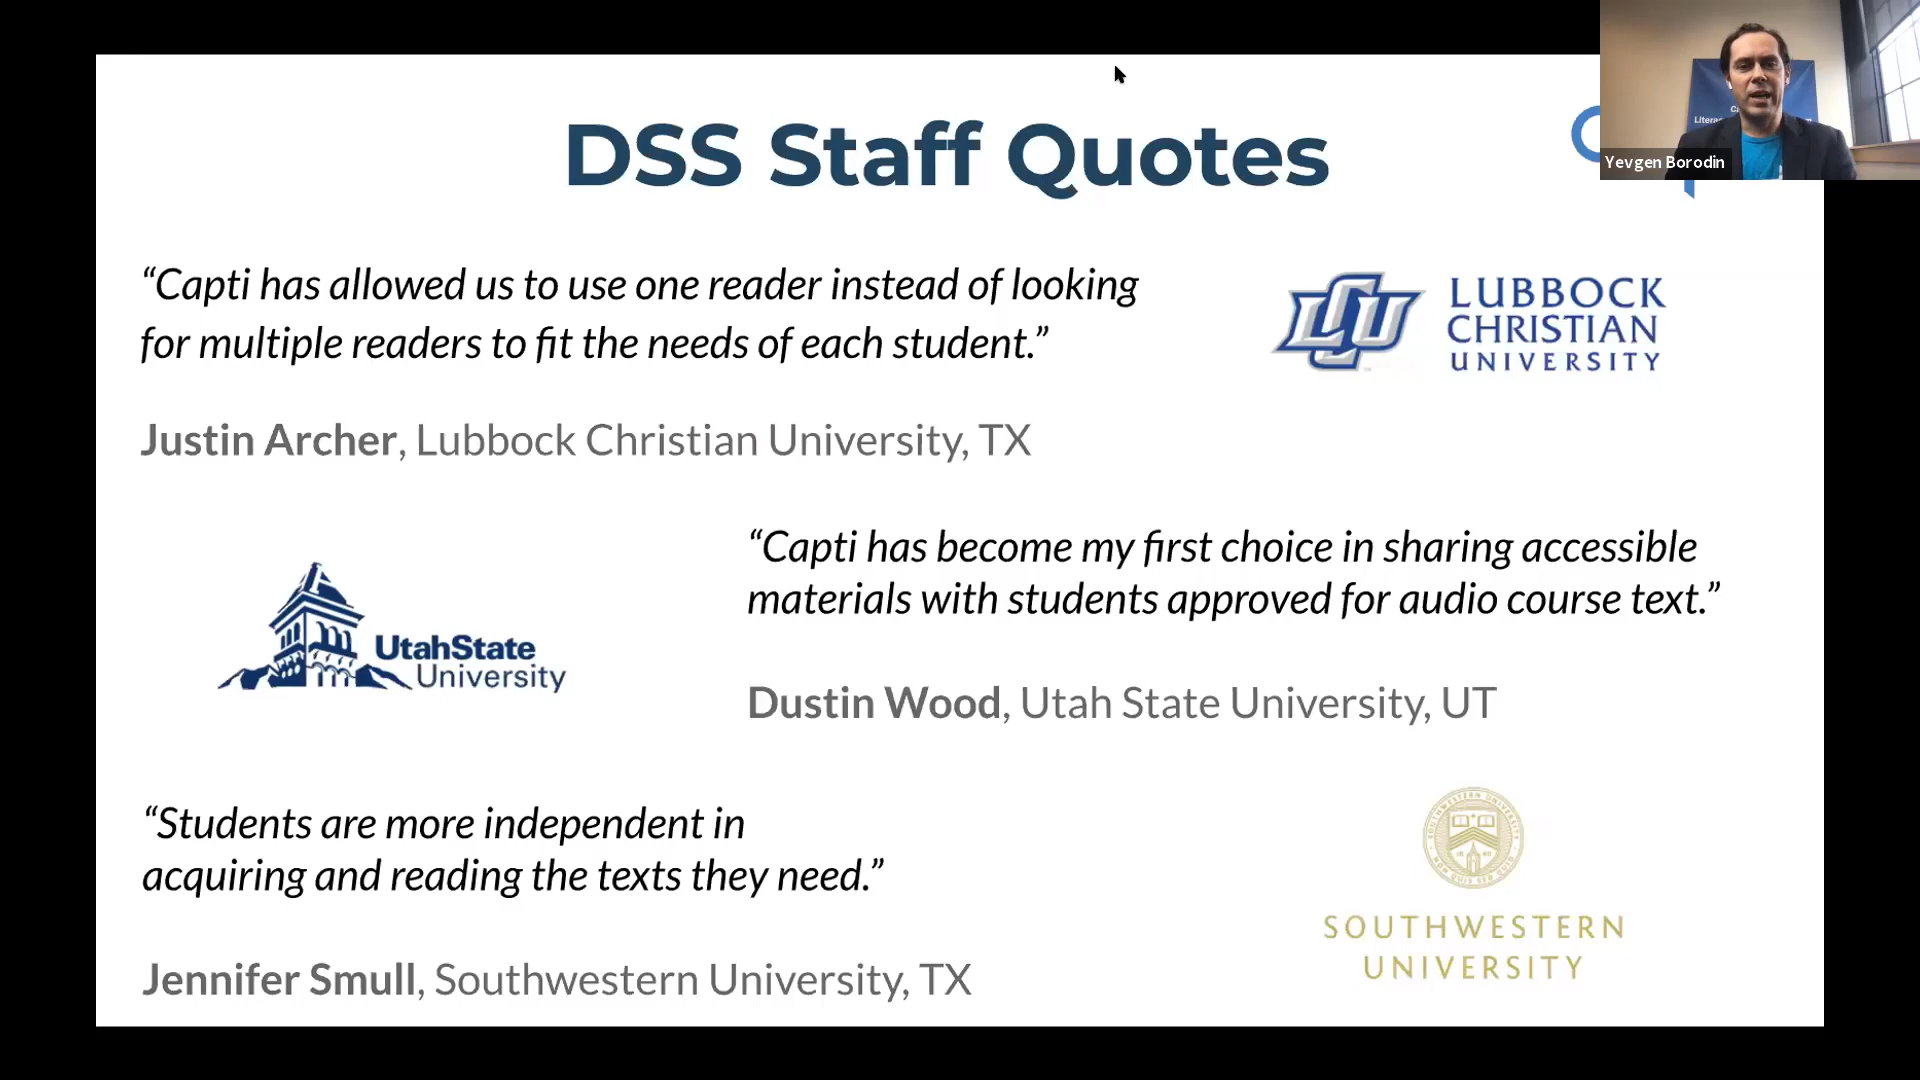 DSS Staff Quotes
Yevgen Borodin
“Capti has allowed us to use one reader instead of looking
for multiple readers to fit the needs of each student.”
LCU
LUBBOCK
CHRISTIAN
UNIVERSITY
Justin Archer, Lubbock Christian University, TX
“Capti has become my first choice in sharing accessible
materials with students approved for audio course text.”
UtahState
University
Dustin Wood, Utah State University, UT
“Students are more independent in
acquiring and reading the texts they need.”
SOUTHWESTERN
UNIVERSITY
Jennifer Smull, Southwestern University, TX